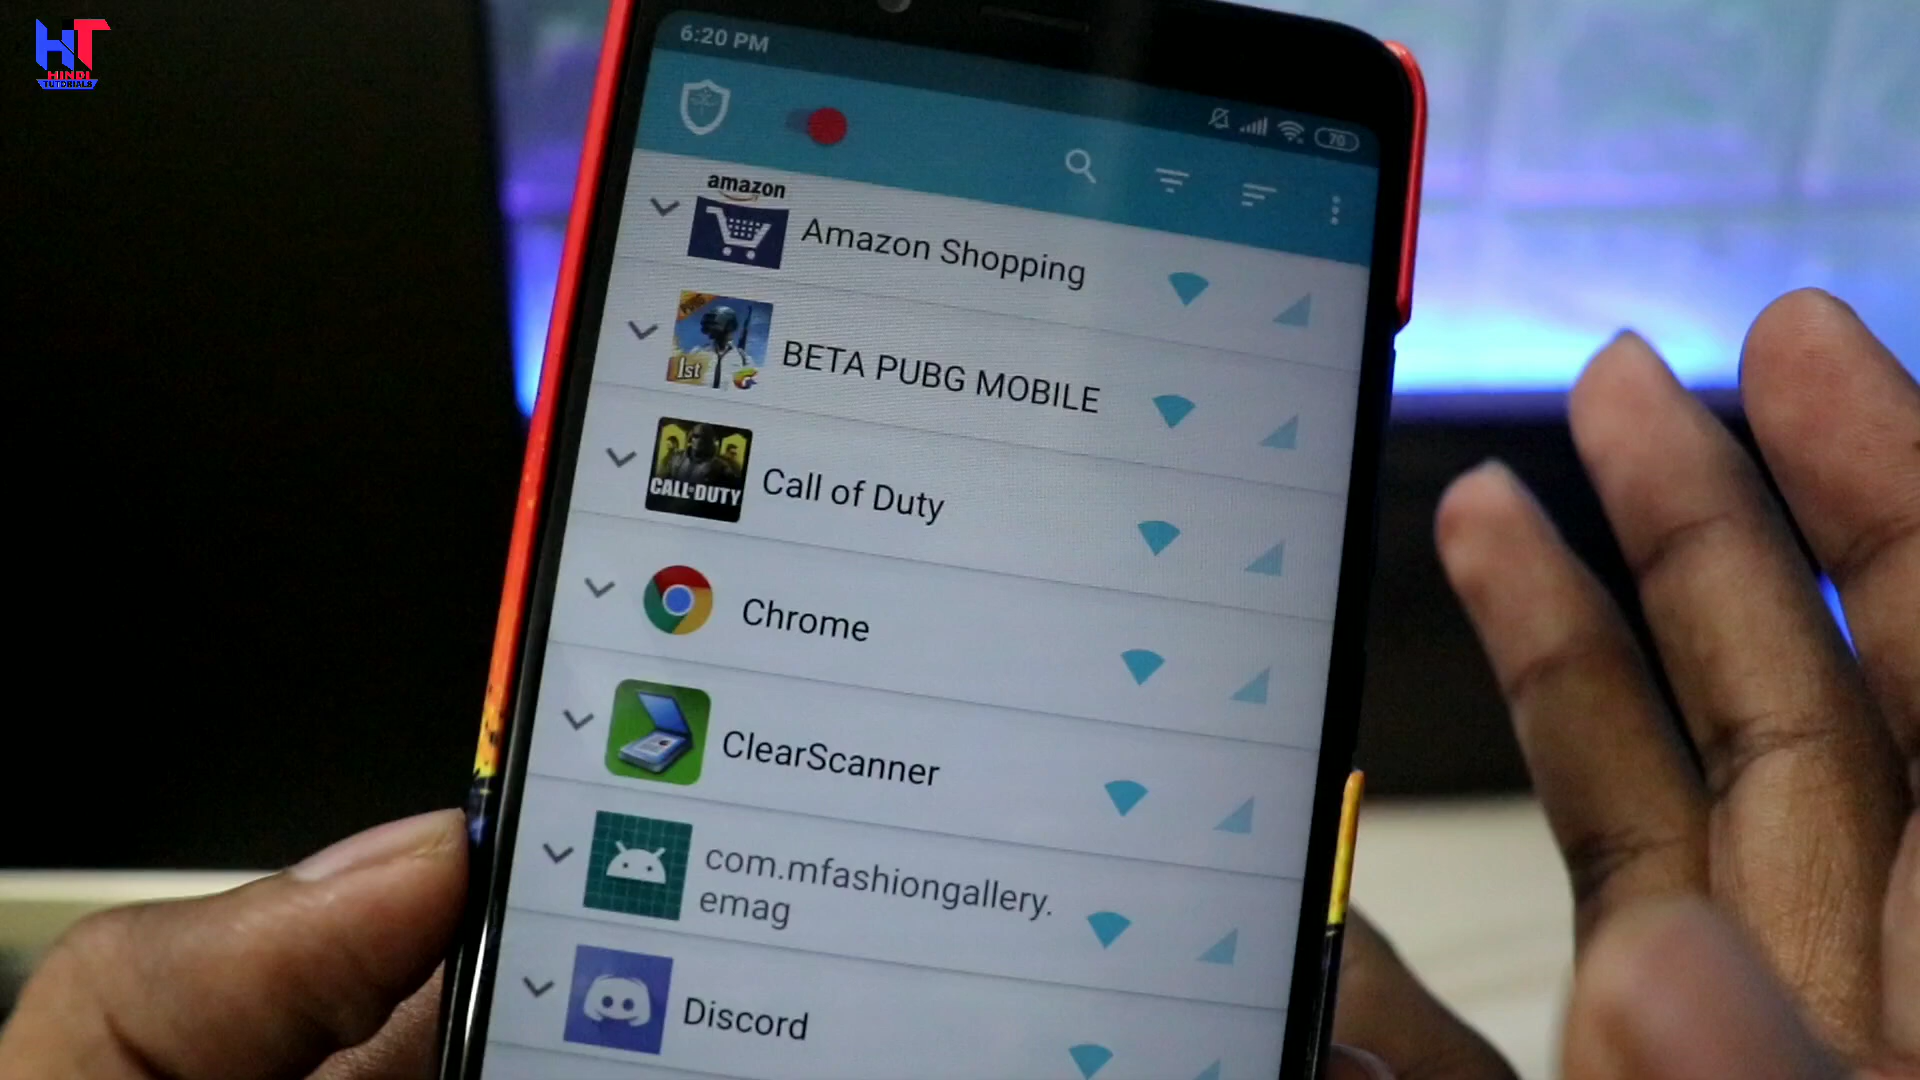 HT
HINDI
TUTORIALS
6:20 PM
70
amazon
Amazon Shopping
1st
BETA PUBG MOBILE
CALL OF DUTY
Call of Duty
Chrome
ClearScanner
com.mfashiongallery.
emag
Discord